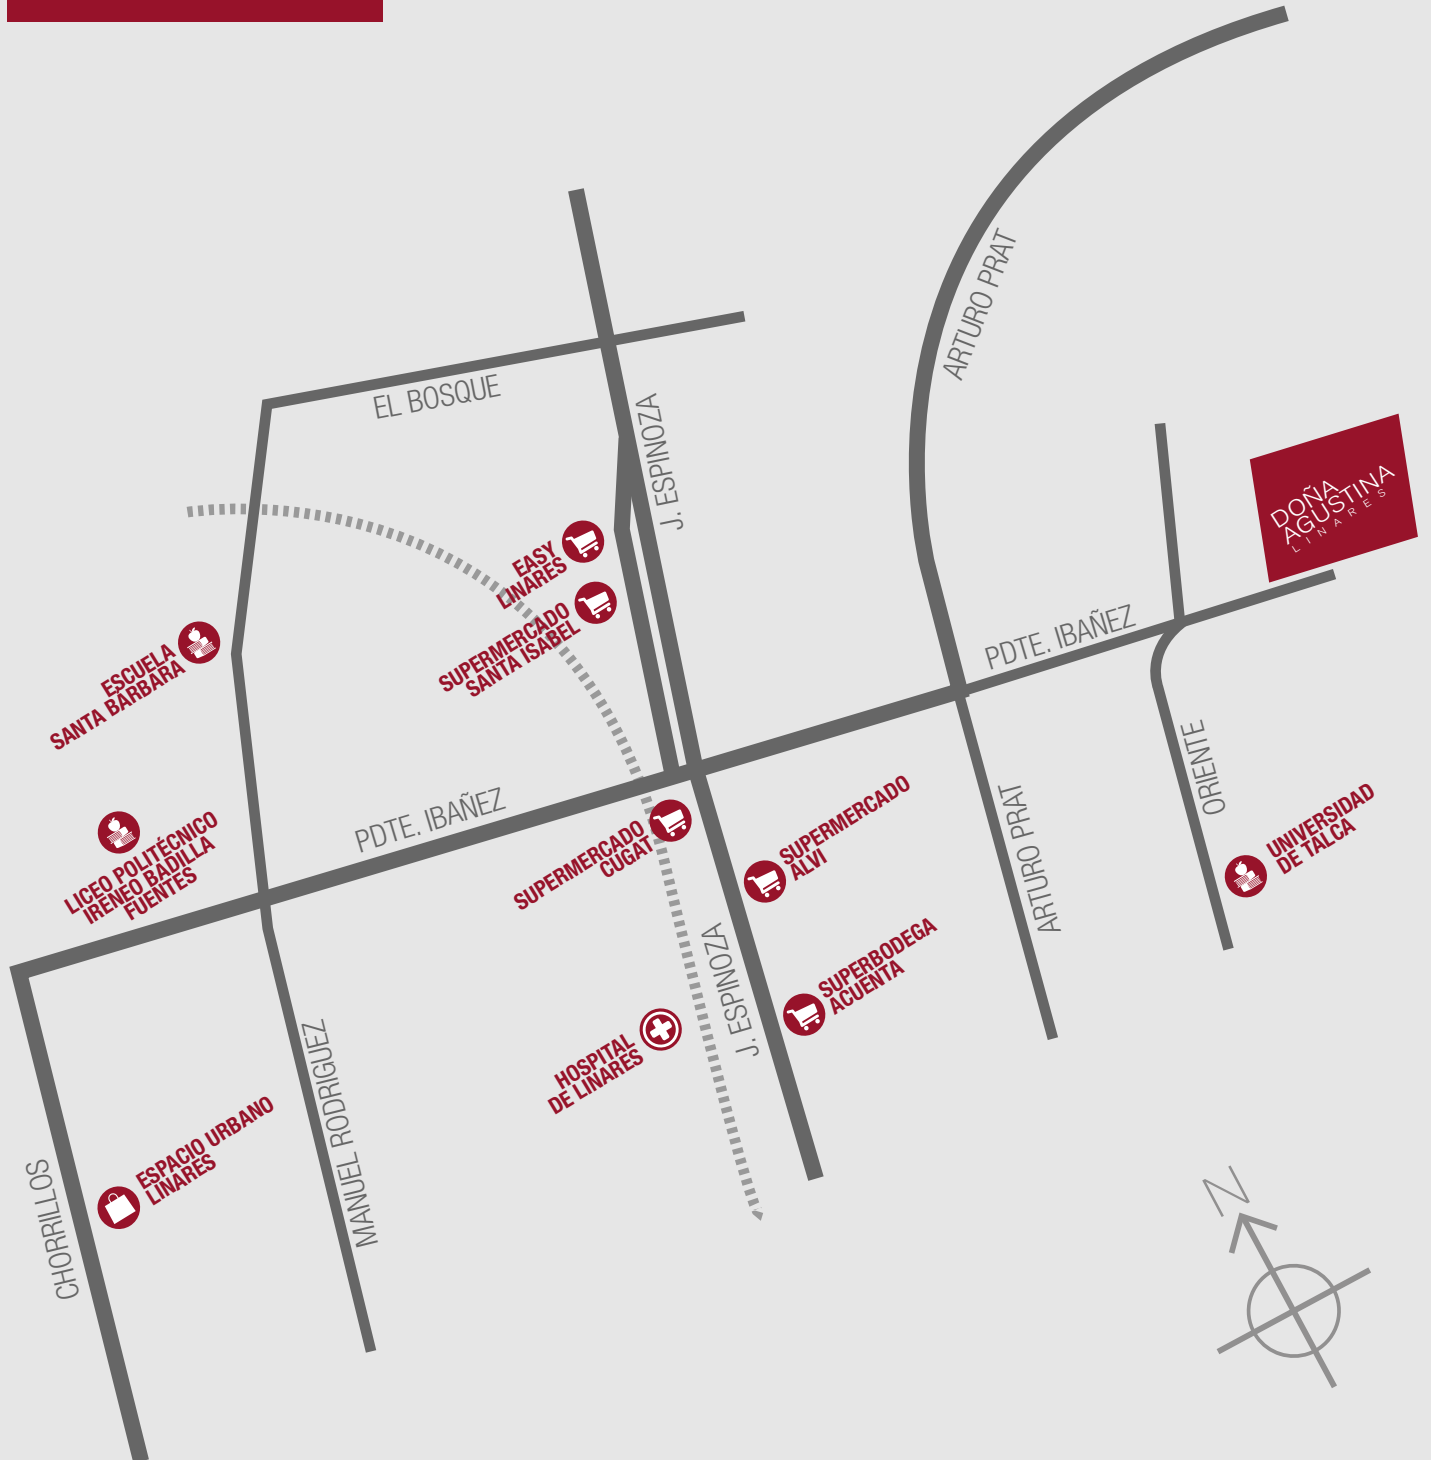 ARTURO PRAT
EL BOSQUE
J. ESPINOZA
DOÑA
AGUSTINA
LINARES
EASY
LINARES
SUPERMERCADO
SANTA ISABEL
ESCUELA
SANTA BARBARA
PDTE. IBAÑEZ
ORIENTE
PDTE. IBAÑEZ
LICEO POLITÉCNICO
IRENEO BADILLA
FUENTES
SUPERMERCADO
CUGAT
SUPERMERCADO
ALVI
ARTURO PRAT
UNIVERSIDAD
DE TALCA
J. ESPINOZA
SUPERBODEGA
ACUENTA
HOSPITAL
DE LINARES
MANUEL RODRIGUEZ
ESPACIO URBANO
LINARES
CHORRILLOS
N